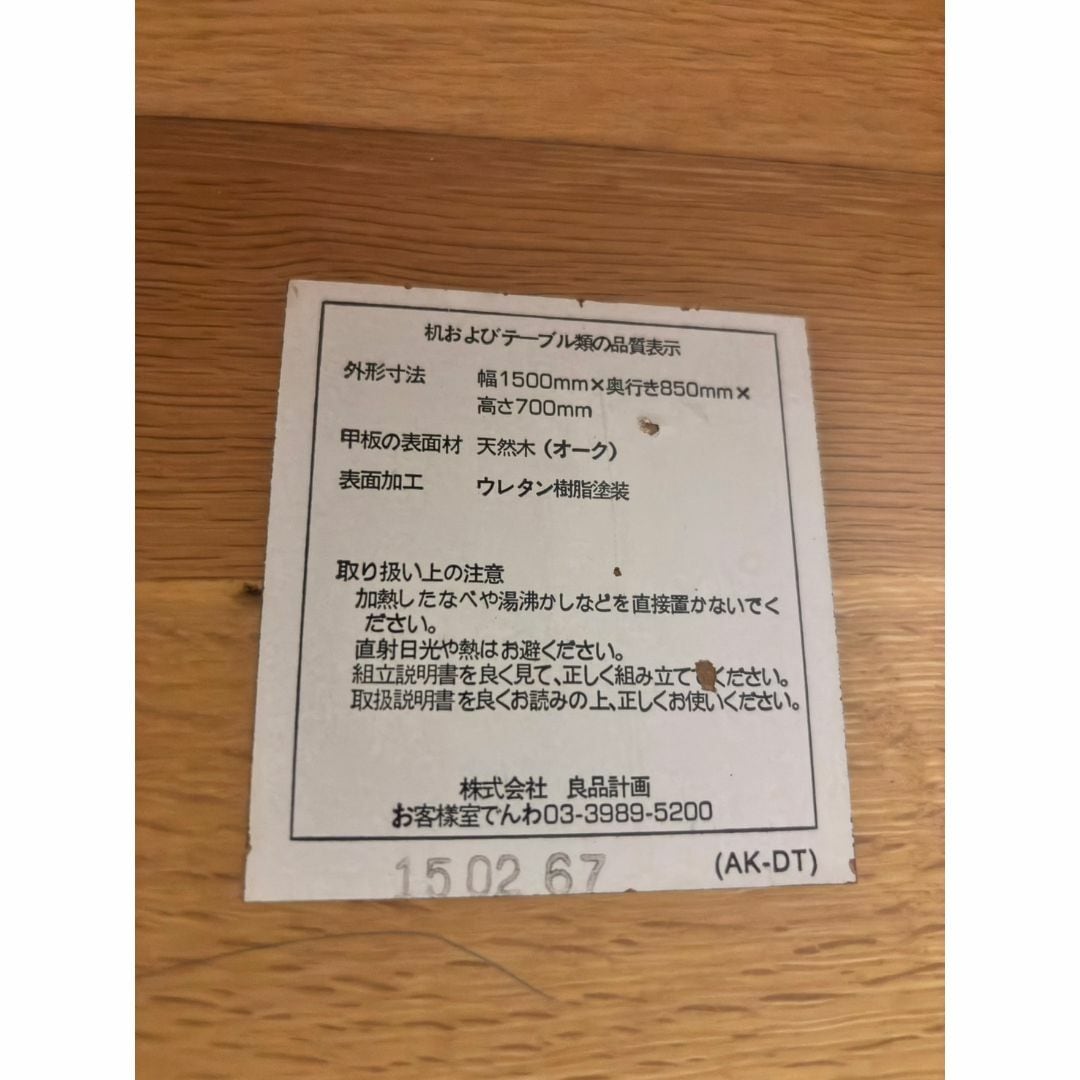 机およびテーブル類の品質表示
外形寸法 幅1500mm×奥行き850mm×
高さ700mm
甲板の表面材 天然木(オーク)
表面加工 ウレタン樹脂塗装
取り扱い上の注意
加熱したなべや湯沸かしなどを直接置かないでく
ださい。
直射日光や熱はお避ください。
組立説明書を良く見て、正しく組み立て ください。
取扱説明書を良くお読みの上、正しくお使いください。
株式会社 良品計画
お客様室でんわ03-3989-5200
15 02 67
(AK-DT)